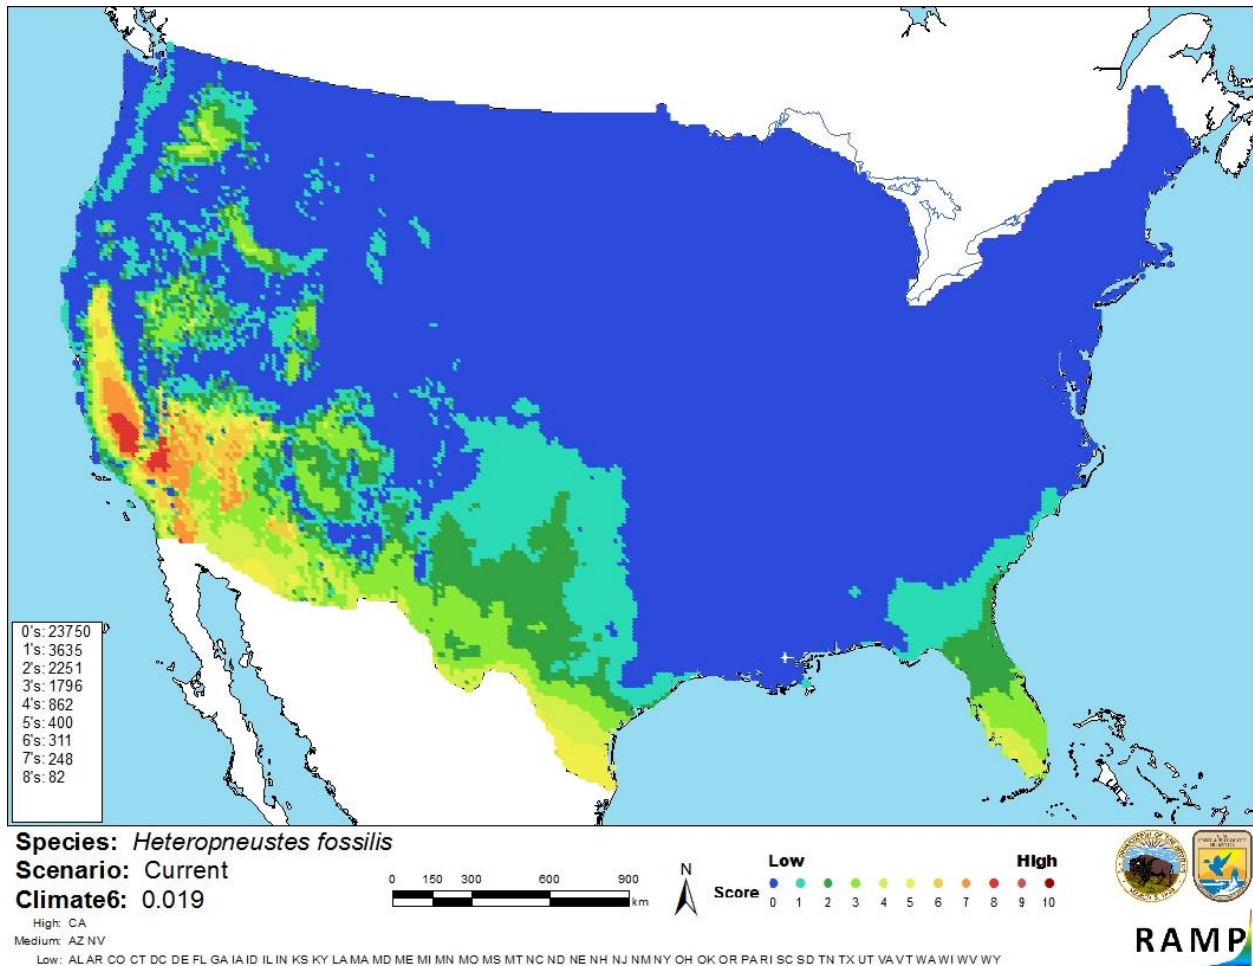 0's: 23750
1's: 3635
2's: 2251
3's: 1796
4's: 862
5's: 400
6's: 311
7's: 248
8's: 82
Species: Heteropneustes fossilis
Scenario: Current
Climate6: 0.019
High: CA
Medium: AZ NV
Low: AL AR CO CT DC DE FL GA IA ID IL IN KS KY LA MA MD ME MI MN MO MS MT NC ND NE NH NJ NM NY OH OK OR PA RI SC SD TN TX UT VA VT WA WI WV WY
0 150 300 600 900
km
N
Low High
Score
0 1 2 3 4 5 6 7 8 9 10
RAMP